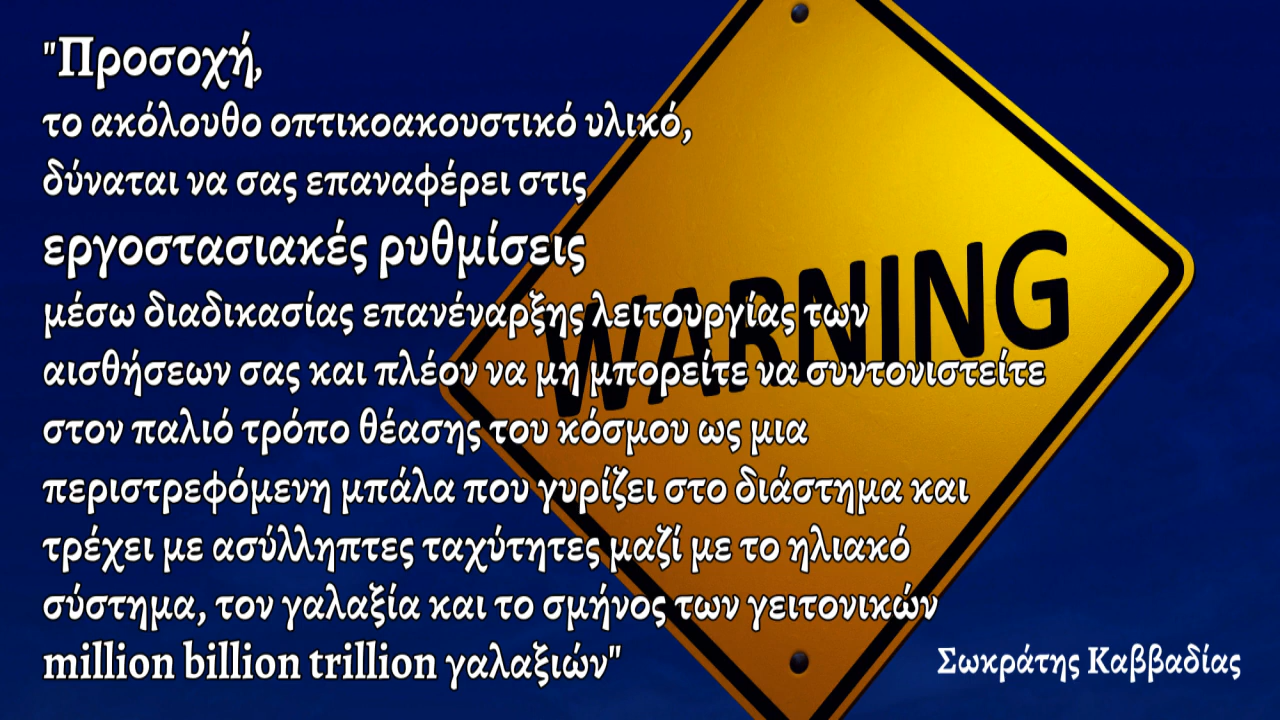 "Προσοχή,
το ακόλουθο οπτικοακουστικό υλικό,
δύναται να σας επαναφέρει στις
εργοστασιακές ρυθμίσεις
μέσω διαδικασίας επανέναρξης λειτουργίας των
αισθήσεων σας και πλέον να μη μπορείτε να συντονιστείτε
στον παλιό τρόπο θέασης του κόσμου ως μια
περιστρεφόμενη μπάλα που γυρίζει στο διάστημα και
τρέχει με ασύλληπτες ταχύτητες μαζί με το ηλιακό
σύστημα, τον γαλαξία και το σμήνος των γειτονικών
million billion trillion γαλαξιών"
Σωκράτης Καββαδίας
WARNING